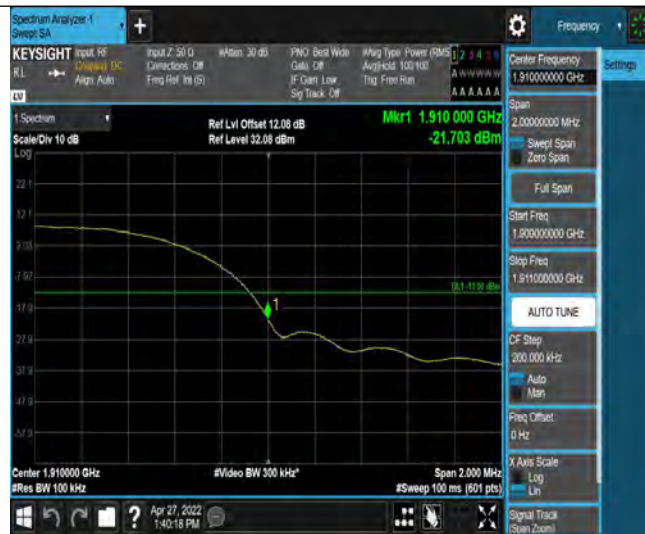 Spectrum Analyzer 1
Swept SA
+
Frequency
KEYSIGHT
Input: RF
Coupling: DC
Align: Auto
Input Z: 50 Ω
Corrections: Off
Freq Ref: Int (S)
#Atten: 30 dB
PNO: Best Wide
Gate: Off
IF Gain: Low
Sig Track: Off
#Avg Type: Power (RMS)
Avg|Hold: 100/100
Trig: Free Run
1 2 3 4 5 6
A W W W W W
A A A A A A
RL
LXI
1 Spectrum
Scale/Div 10 dB
Log
Ref Lvl Offset 12.08 dB
Ref Level 32.08 dBm
Mkr1 1.910 000 GHz
-21.703 dBm
22.1
12.1
2.08
-7.92
-17.9
-27.9
-37.9
-47.9
-57.9
DL1 -13.00 dBm
1
Center 1.910000 GHz
#Res BW 100 kHz
#Video BW 300 kHz*
Span 2.000 MHz
#Sweep 100 ms (601 pts)
Center Frequency
1.910000000 GHz
Settings
Span
2.00000000 MHz
Swept Span
Zero Span
Full Span
Start Freq
1.909000000 GHz
Stop Freq
1.911000000 GHz
AUTO TUNE
CF Step
200.000 kHz
Auto
Man
Freq Offset
0 Hz
X Axis Scale
Log
Lin
Signal Track
(Span Zoom)
?
Apr 27, 2022
1:40:18 PM